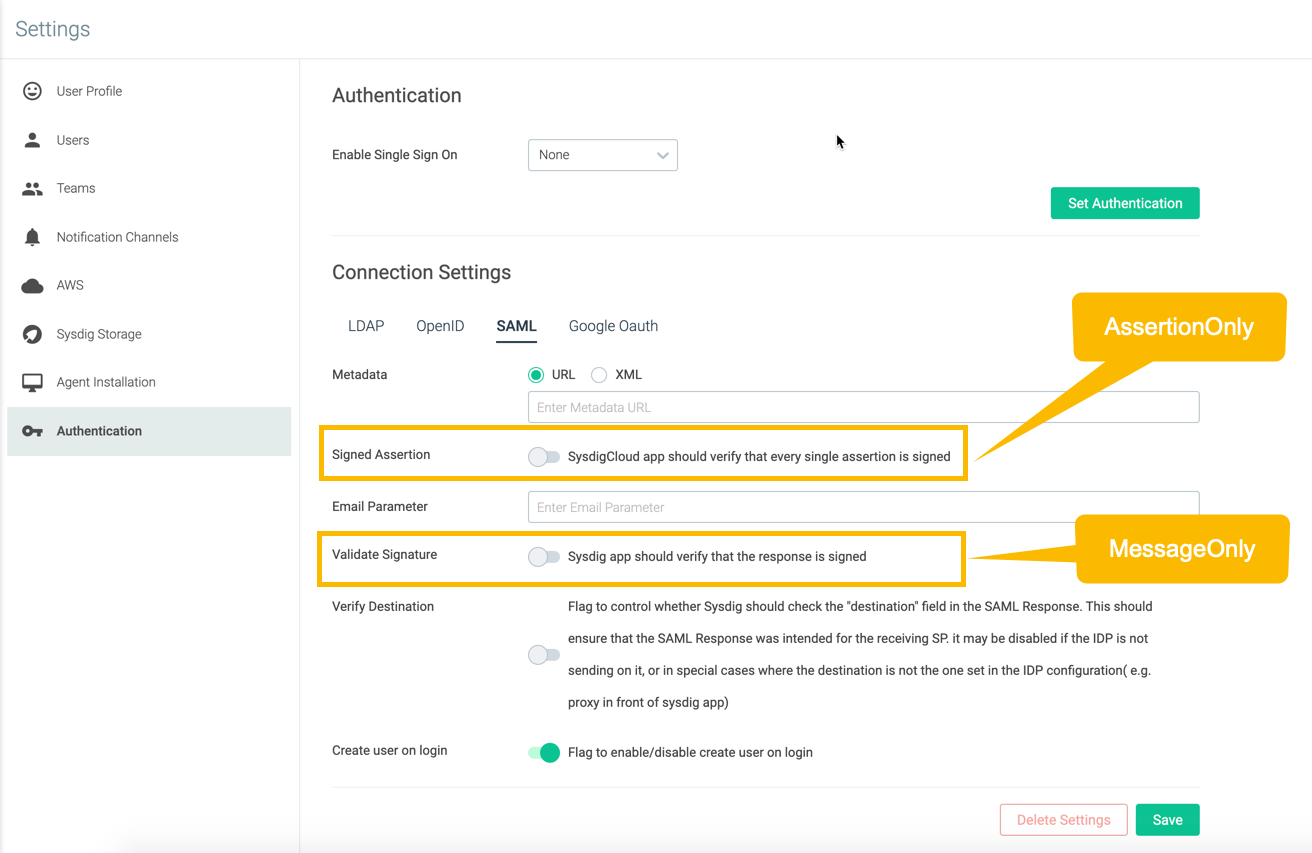 Settings
User Profile
Users
Teams
Notification Channels
AWS
Sysdig Storage
Agent Installation
Authentication
Authentication
Enable Single Sign On
None
Set Authentication
Connection Settings
LDAP OpenID SAML Google Oauth
AssertionOnly
Metadata
URL XML
Enter Metadata URL
Signed Assertion
SysdigCloud app should verify that every single assertion is signed
Email Parameter
Enter Email Parameter
Validate Signature
Sysdig app should verify that the response is signed
MessageOnly
Verify Destination
Flag to control whether Sysdig should check the "destination" field in the SAML Response. This should
ensure that the SAML Response was intended for the receiving SP. it may be disabled if the IDP is not
sending on it, or in special cases where the destination is not the one set in the IDP configuration( e.g.
proxy in front of sysdig app)
Create user on login
Flag to enable/disable create user on login
Delete Settings
Save